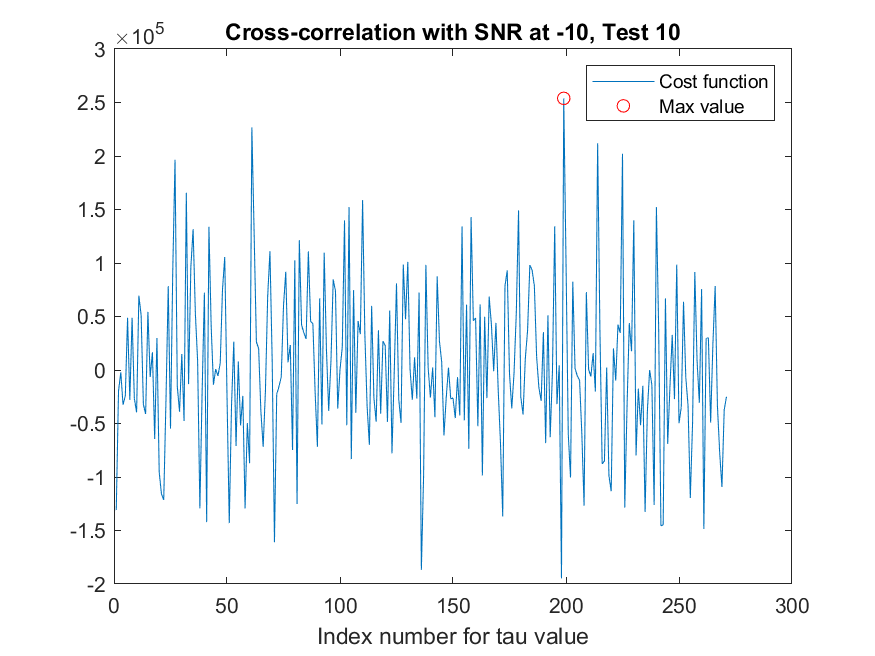 Cross-correlation with SNR at -10, Test 10
×10⁵
3
2.5
2
1.5
1
0.5
0
-0.5
-1
-1.5
-2
0 50 100 150 200 250 300
Index number for tau value
Cost function
Max value